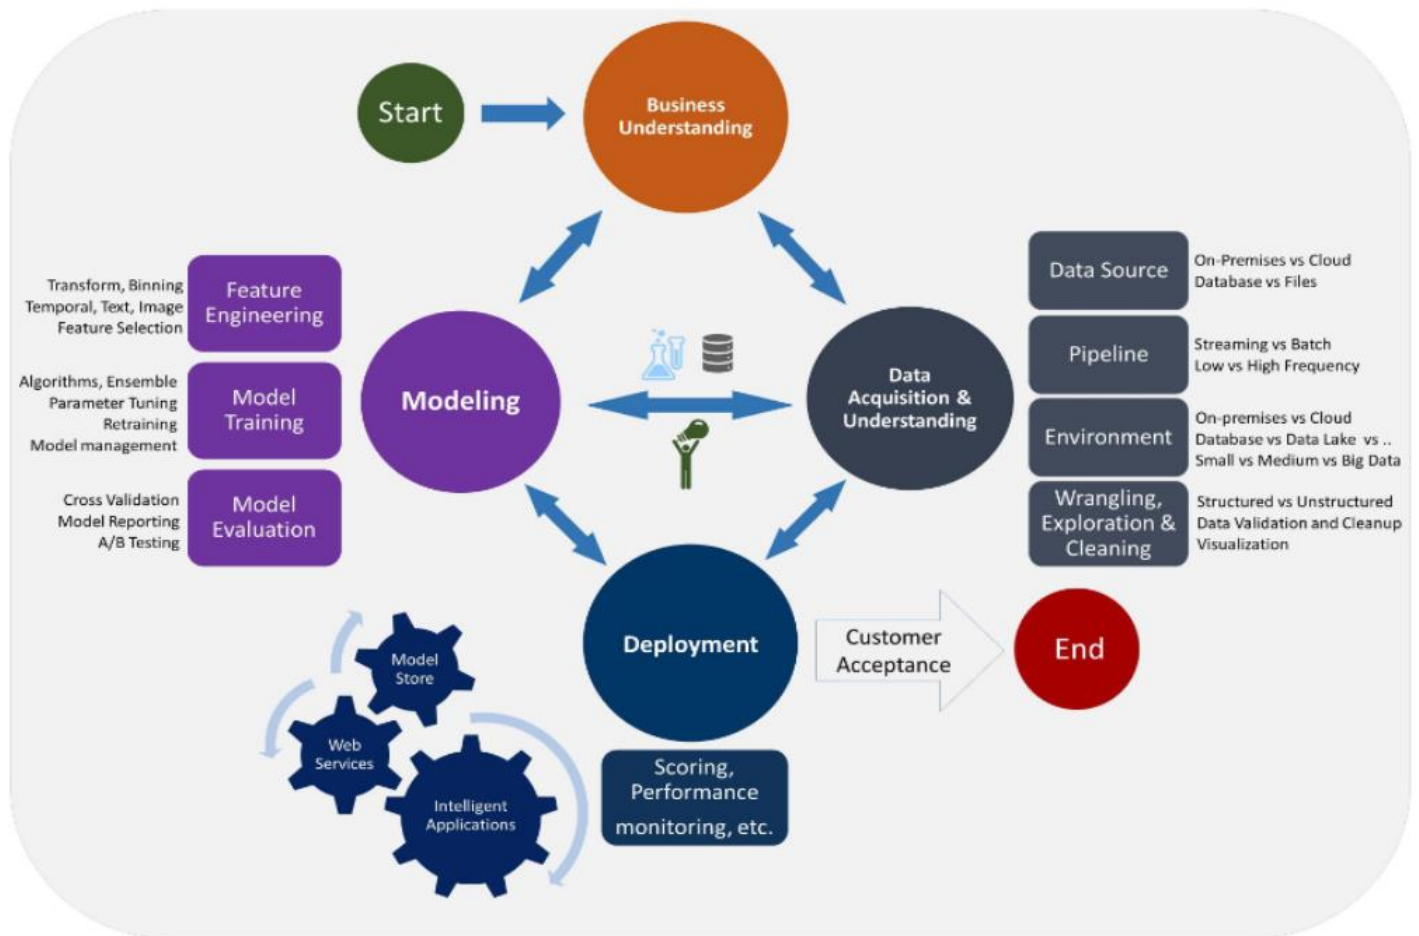 Start
Business
Understanding
Feature
Engineering
Transform, Binning
Temporal, Text, Image
Feature Selection
Model
Training
Algorithms, Ensemble
Parameter Tuning
Retraining
Model management
Model
Evaluation
Cross Validation
Model Reporting
A/B Testing
Modeling
Data
Acquisition &
Understanding
Data Source
On-Premises vs Cloud
Database vs Files
Pipeline
Streaming vs Batch
Low vs High Frequency
Environment
On-premises vs Cloud
Database vs Data Lake vs ..
Small vs Medium vs Big Data
Wrangling,
Exploration &
Cleaning
Structured vs Unstructured
Data Validation and Cleanup
Visualization
Deployment
Customer
Acceptance
End
Model
Store
Web
Services
Intelligent
Applications
Scoring,
Performance
monitoring, etc.